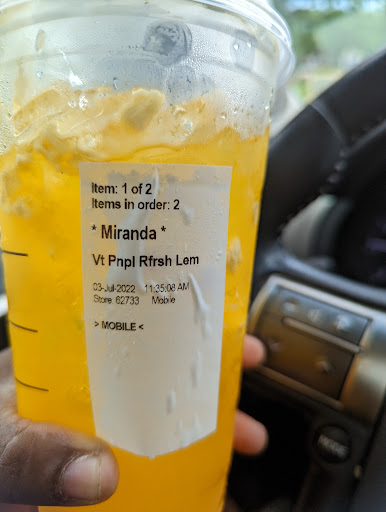 Item: 1 of 2
Items in order: 2
* Miranda *
Vt Pnpl Rfrsh Lem
03-Jul-2022 11:35:08 AM
Store 62733 Mobile
> MOBILE <
MODE